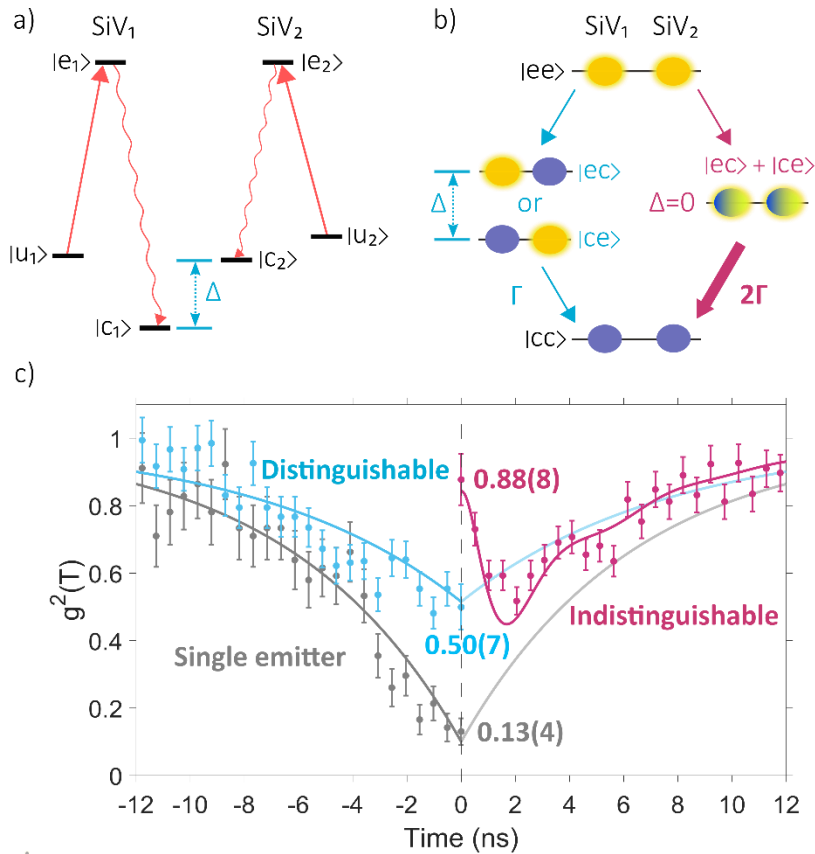 a)
SiV₁ SiV₂
|e₁⟩ |e₂⟩
|u₁⟩ |u₂⟩
|c₂⟩
Δ
|c₁⟩
b)
SiV₁ SiV₂
|ee⟩
|ec⟩ |ec⟩ + |ce⟩
Δ or Δ=0
|ce⟩
Γ 2Γ
|cc⟩
c)
1
0.8
0.6
0.4
0.2
0
g²(T)
Distinguishable
0.88(8)
Indistinguishable
0.50(7)
Single emitter
0.13(4)
-12 -10 -8 -6 -4 -2 0 2 4 6 8 10 12
Time (ns)